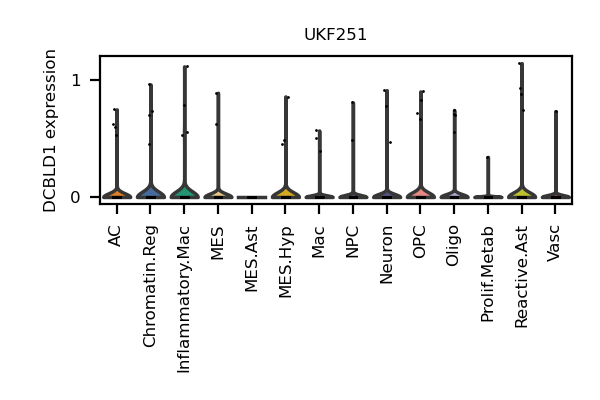 UKF251
DCBLD1 expression
1
0
AC
Chromatin.Reg
Inflammatory.Mac
MES
MES.Ast
MES.Hyp
Mac
NPC
Neuron
OPC
Oligo
Prolif.Metab
Reactive.Ast
Vasc